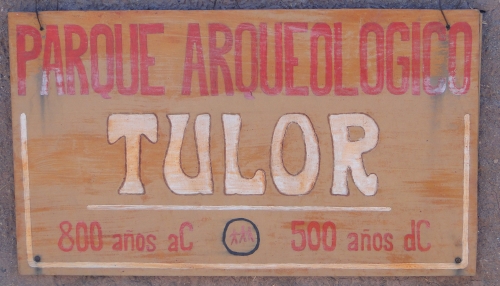 PARQUE ARQUEOLOGICO
TULOR
800 años aC 500 años dC